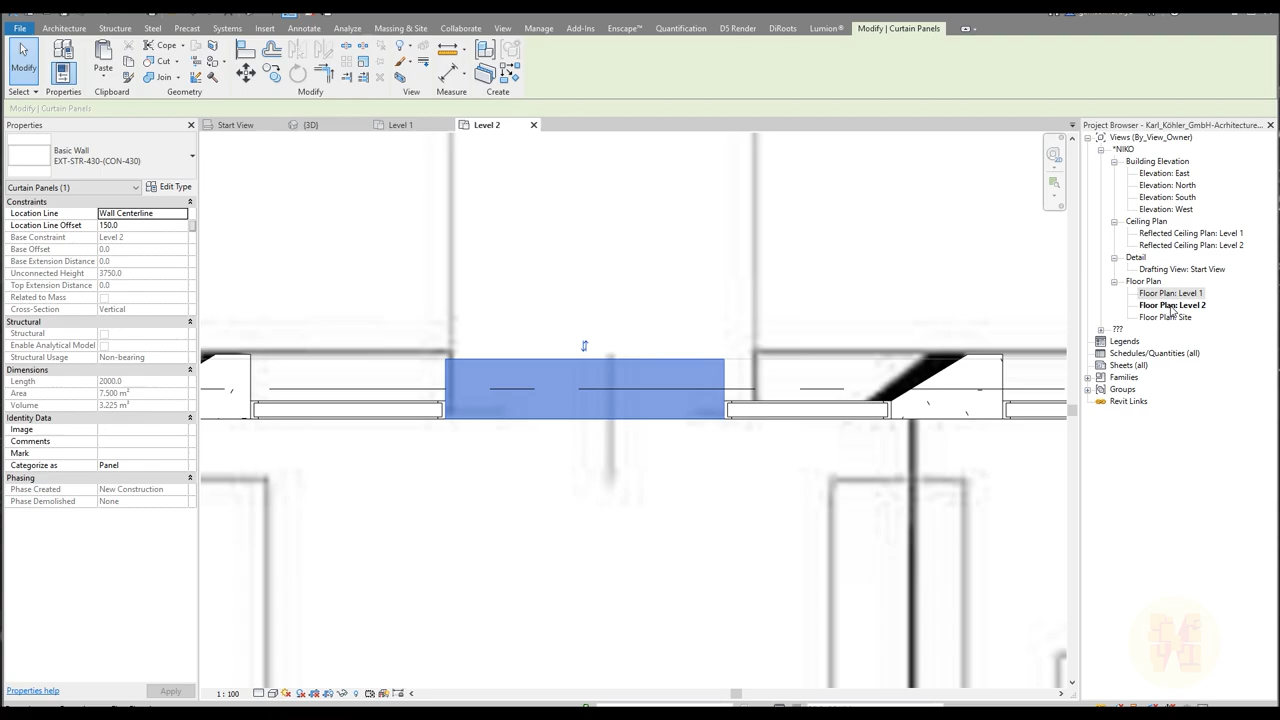 File Architecture Structure Steel Precast Systems Insert Annotate Analyze Massing & Site Collaborate View Manage Add-Ins Enscape™ Quantification D5 Render DiRoots Lumion® Modify | Curtain Panels
Modify
Paste
Cope
Cut
Join
Select Properties Clipboard Geometry Modify View Measure Create
Modify | Curtain Panels
Properties
Start View {3D} Level 1 Level 2
Project Browser - Karl_Köhler_GmbH-Acrhitecture...
Basic Wall
EXT-STR-430-(CON-430)
Curtain Panels (1) Edit Type
Constraints
Location Line Wall Centerline
Location Line Offset 150.0
Base Constraint Level 2
Base Offset 0.0
Base Extension Distance 0.0
Unconnected Height 3750.0
Top Extension Distance 0.0
Related to Mass
Cross-Section Vertical
Structural
Structural
Enable Analytical Model
Structural Usage Non-bearing
Dimensions
Length 2000.0
Area 7.500 m²
Volume 3.225 m³
Identity Data
Image
Comments
Mark
Categorize as Panel
Phasing
Phase Created New Construction
Phase Demolished None
Properties help Apply
1 : 100
Views (By_View_Owner)
*NIKO
Building Elevation
Elevation: East
Elevation: North
Elevation: South
Elevation: West
Ceiling Plan
Reflected Ceiling Plan: Level 1
Reflected Ceiling Plan: Level 2
Detail
Drafting View: Start View
Floor Plan
Floor Plan: Level 1
Floor Plan: Level 2
Floor Plan: Site
???
Legends
Schedules/Quantities (all)
Sheets (all)
Families
Groups
Revit Links